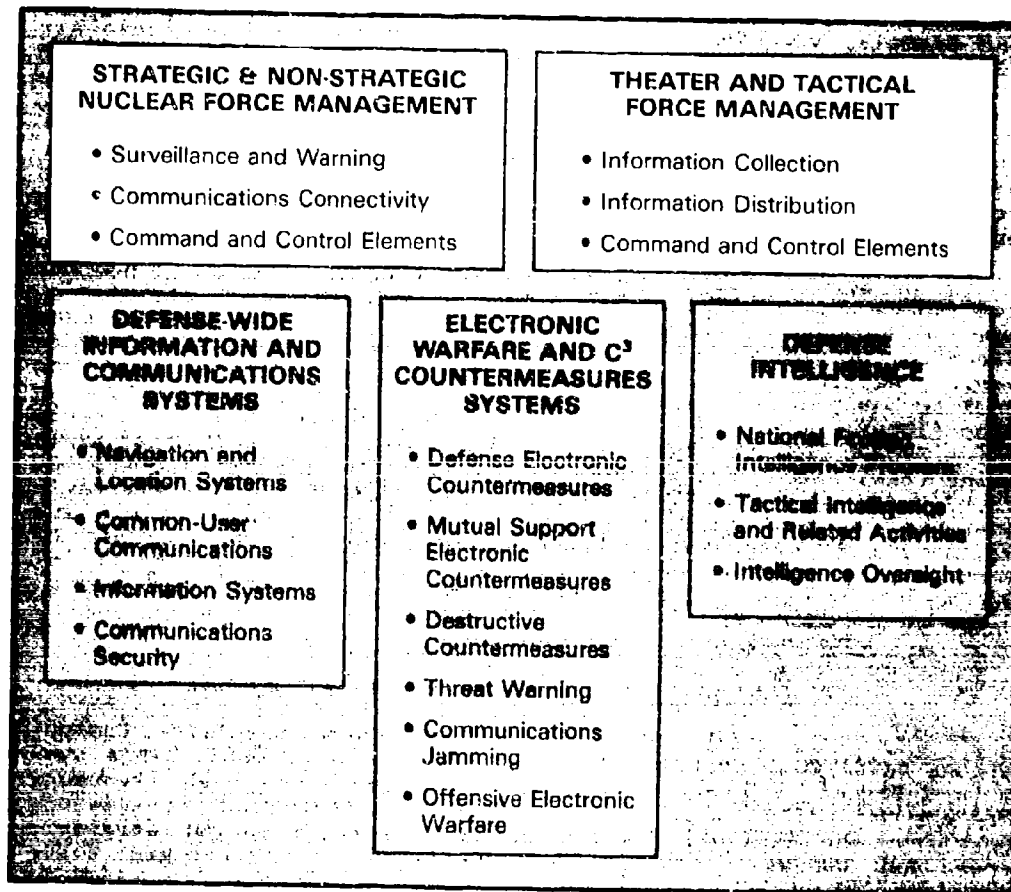 STRATEGIC & NON-STRATEGIC
NUCLEAR FORCE MANAGEMENT
• Surveillance and Warning
• Communications Connectivity
• Command and Control Elements
THEATER AND TACTICAL
FORCE MANAGEMENT
• Information Collection
• Information Distribution
• Command and Control Elements
DEFENSE-WIDE
INFORMATION AND
COMMUNICATIONS
SYSTEMS
• Navigation and
Location Systems
• Common-User
Communications
• Information Systems
• Communications
Security
ELECTRONIC
WARFARE AND C³
COUNTERMEASURES
SYSTEMS
• Defense Electronic
Countermeasures
• Mutual Support
Electronic
Countermeasures
• Destructive
Countermeasures
• Threat Warning
• Communications
Jamming
• Offensive Electronic
Warfare
DEFENSE
INTELLIGENCE
• National
Intelligence
• Tactical Intelligence
and Related Activities
• Intelligence Oversight